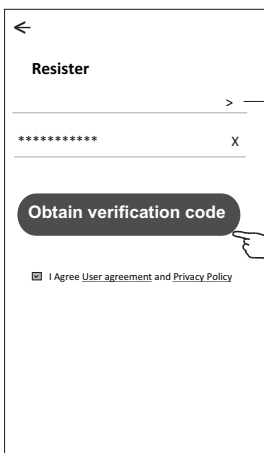 Resister
>
*********** X
Obtain verification code
I Agree User agreement and Privacy Policy